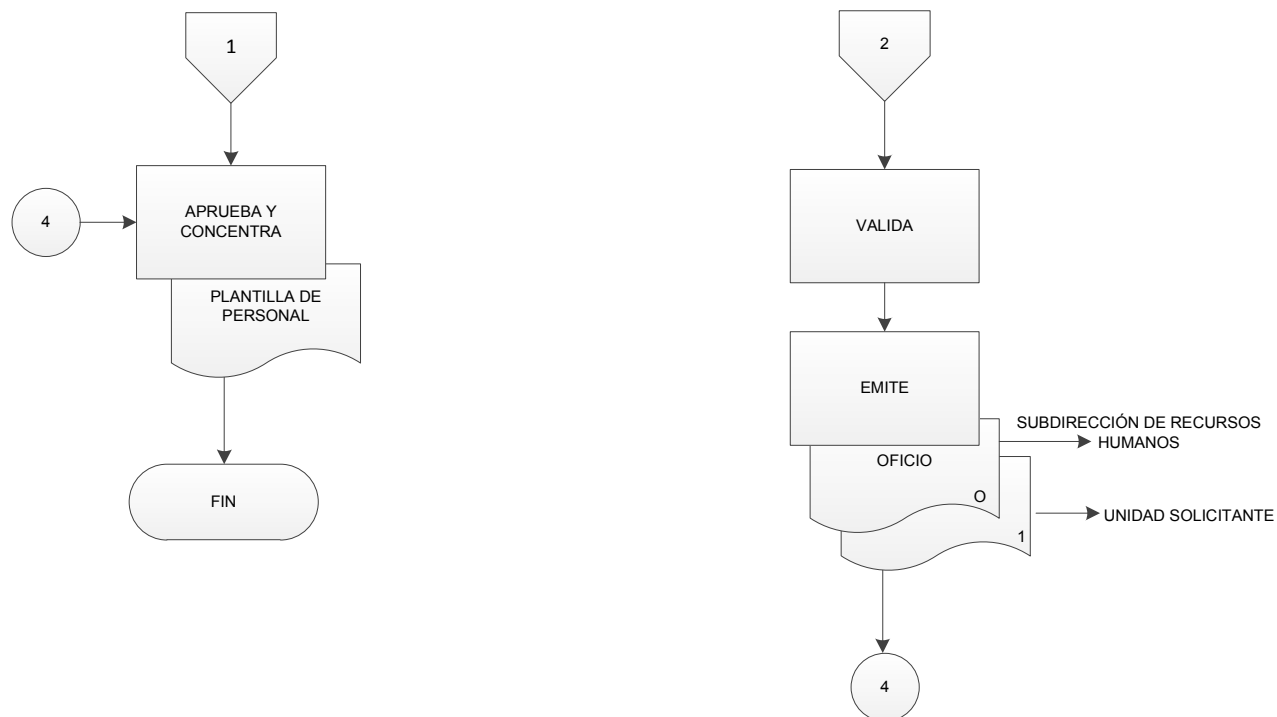 1
4
APRUEBA Y
CONCENTRA
PLANTILLA DE
PERSONAL
FIN
2
VALIDA
EMITE
OFICIO
O
1
SUBDIRECCIÓN DE RECURSOS
HUMANOS
UNIDAD SOLICITANTE
4